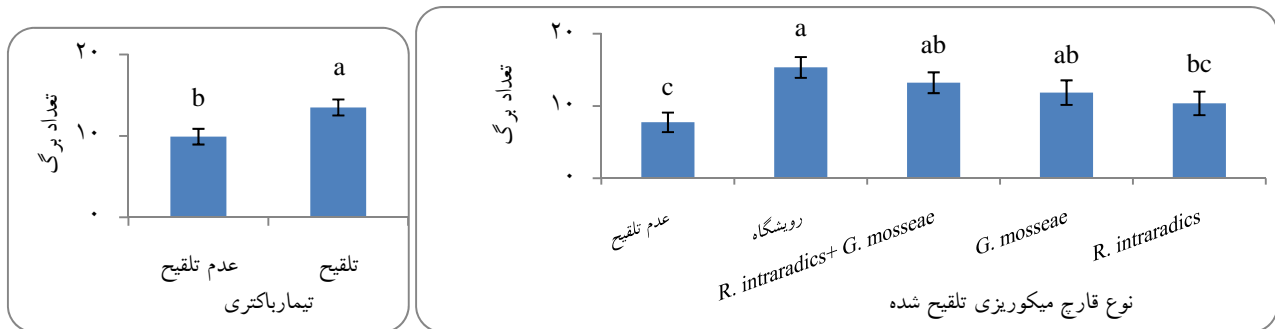 ۲۰
۱۰
۰
تعداد برگ
b
a
عدم تلقیح
تلقیح
تیمارباکتری
۲۰
۱۰
۰
تعداد برگ
c
a
ab
ab
bc
عدم تلقیح
رویشگاه
R. intraradics+ G. mosseae
G. mosseae
R. intraradics
نوع قارچ میکوریزی تلقیح شده